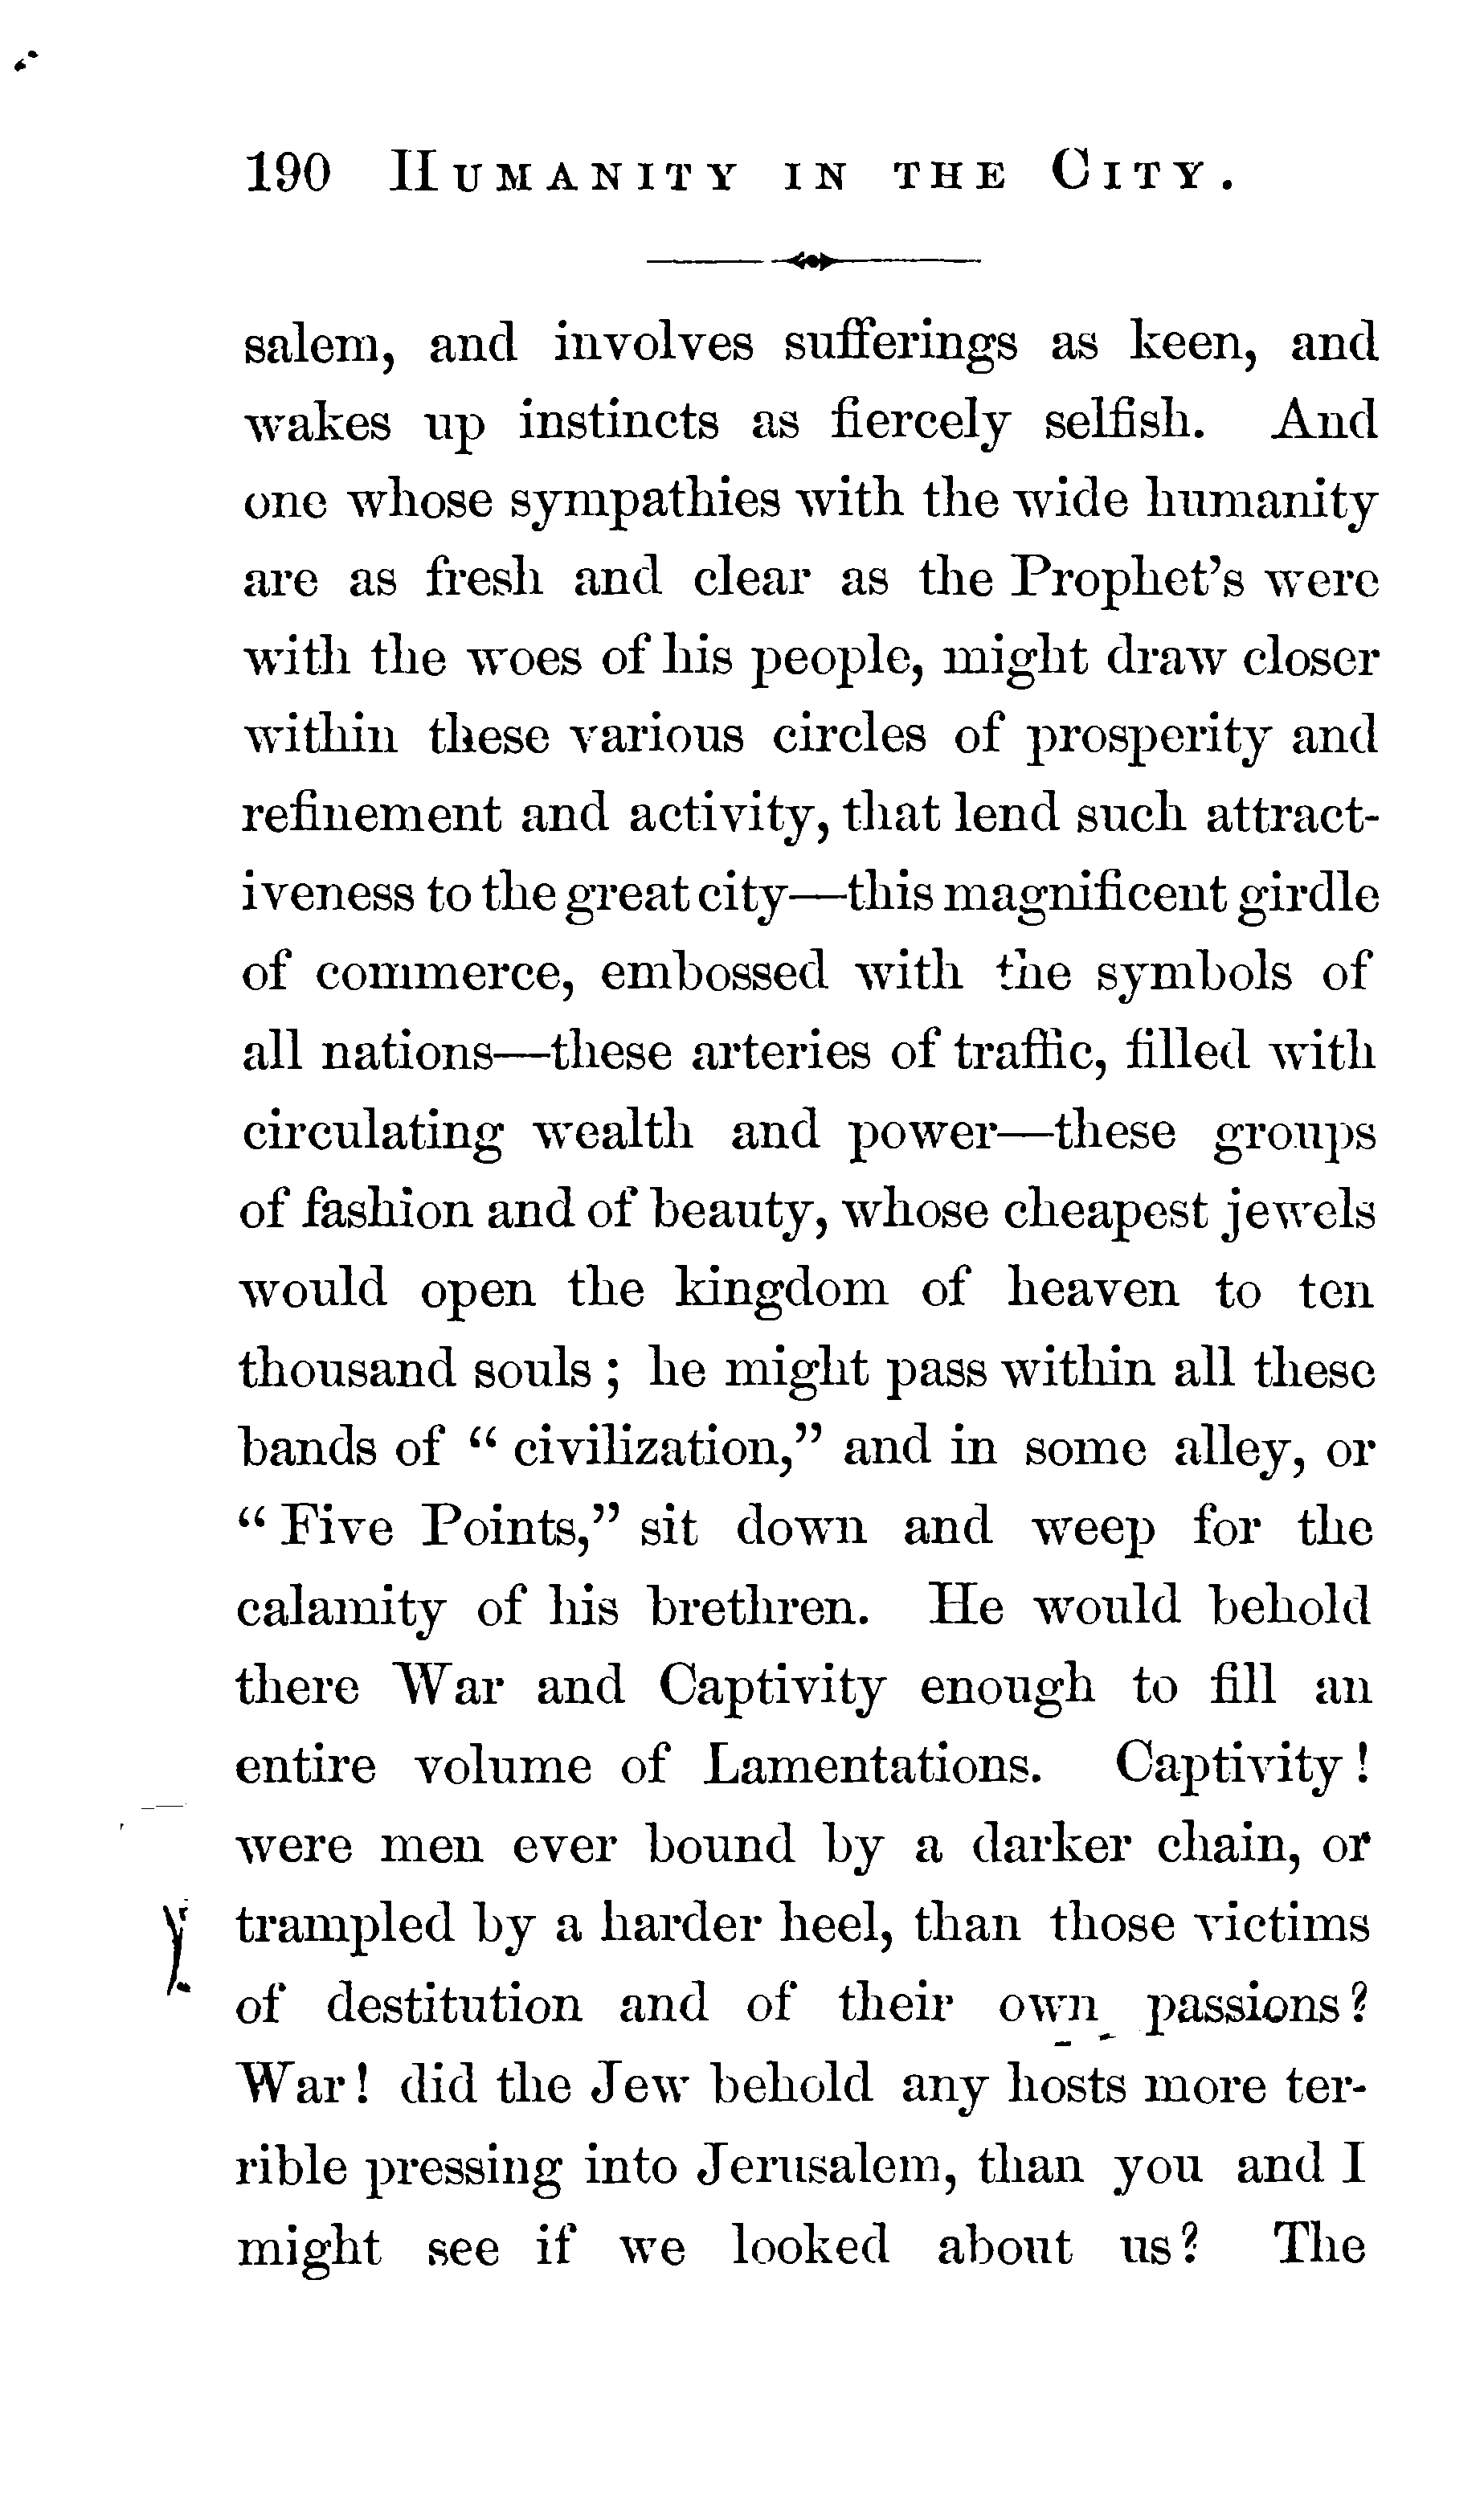 190 Humanity in the City.
salem, and involves sufferings as keen, and
wakes up instincts as fiercely selfish. And
one whose sympathies with the wide humanity
are as fresh and clear as the Prophet's were
with the woes of his people, might draw closer
within these various circles of prosperity and
refinement and activity, that lend such attract-
iveness to the great city—this magnificent girdle
of commerce, embossed with the symbols of
all nations—these arteries of traffic, filled with
circulating wealth and power—these groups
of fashion and of beauty, whose cheapest jewels
would open the kingdom of heaven to ten
thousand souls ; he might pass within all these
bands of “ civilization,” and in some alley, or
“ Five Points,” sit down and weep for the
calamity of his brethren. He would behold
there War and Captivity enough to fill an
entire volume of Lamentations. Captivity !
were men ever bound by a darker chain, or
trampled by a harder heel, than those victims
of destitution and of their own passions ?
War ! did the Jew behold any hosts more ter-
rible pressing into Jerusalem, than you and I
might see if we looked about us ? The